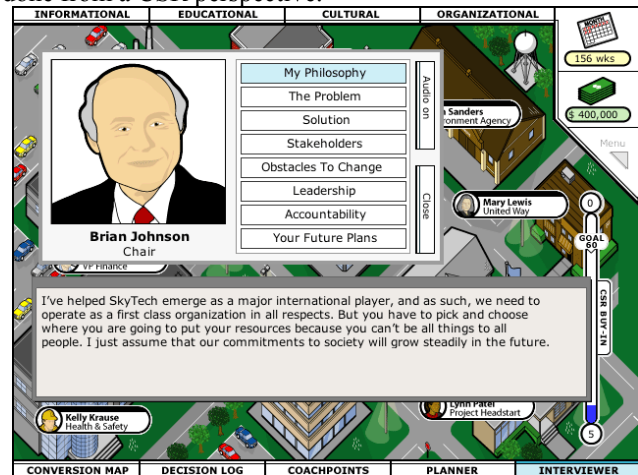 done from a CSR perspective.
INFORMATIONAL
EDUCATIONAL
CULTURAL
ORGANIZATIONAL
MONTH
156 wks
$ 400,000
Menu
My Philosophy
The Problem
Solution
Stakeholders
Obstacles To Change
Leadership
Accountability
Your Future Plans
Audio on
Close
Brian Johnson
Chair
Sanders
ronment Agency
Mary Lewis
United Way
0
GOAL
60
CSR BUY-IN
5
VP Finance
I've helped SkyTech emerge as a major international player, and as such, we need to
operate as a first class organization in all respects. But you have to pick and choose
where you are going to put your resources because you can't be all things to all
people. I just assume that our commitments to society will grow steadily in the future.
Kelly Krause
Health & Safety
Lynn Patel
Project Headstart
CONVERSION MAP
DECISION LOG
COACHPOINTS
PLANNER
INTERVIEWER